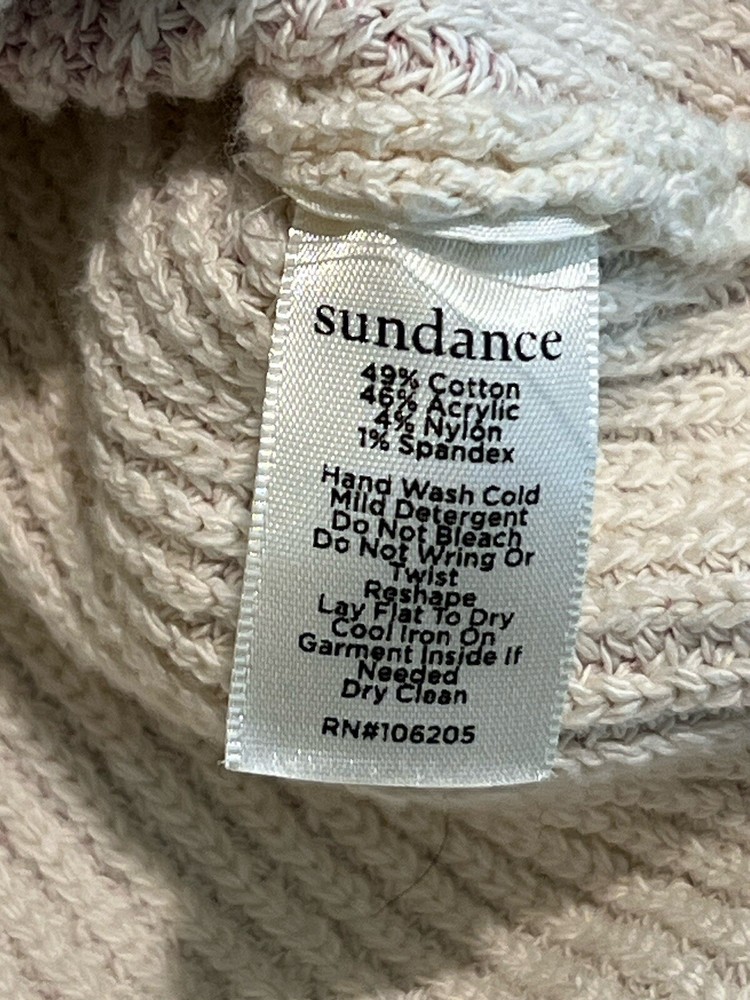 sundance
49% Cotton
46% Acrylic
4% Nylon
1% Spandex
Hand Wash Cold
Mild Detergent
Do Not Bleach
Do Not Wring Or
Twist
Reshape
Lay Flat To Dry
Cool Iron On
Garment Inside If
Needed
Dry Clean
RN#106205